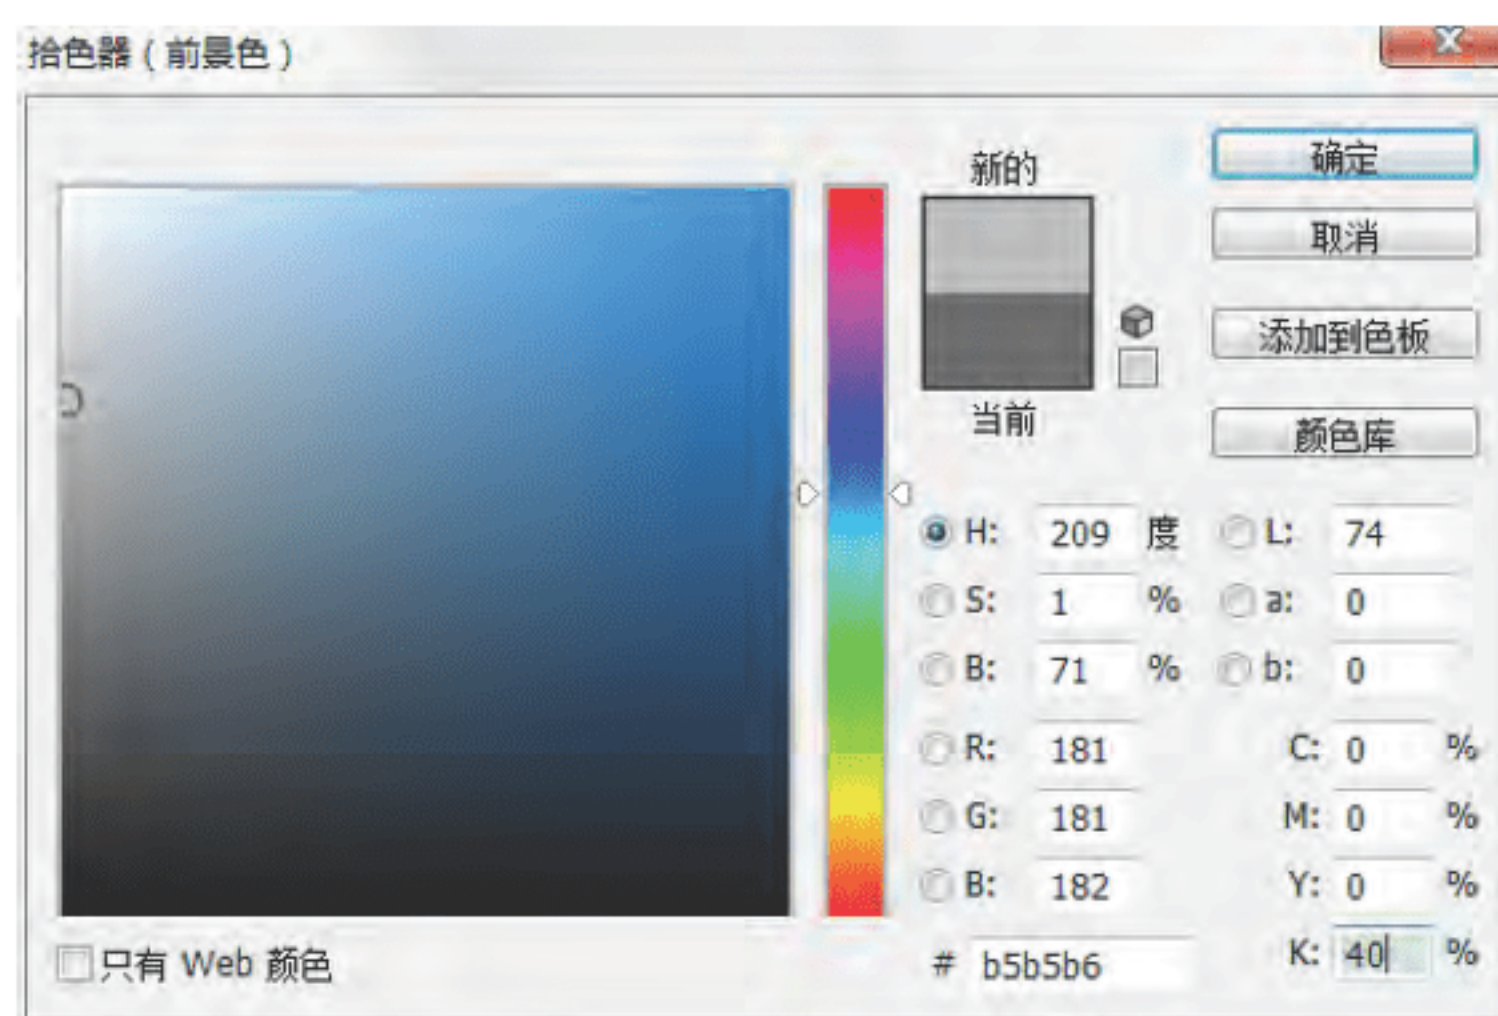 拾色器（前景色）
新的
当前
确定
取消
添加到色板
颜色库
H: 209 度
S: 1 %
B: 71 %
R: 181
G: 181
B: 182
# b5b5b6
L: 74
a: 0
b: 0
C: 0 %
M: 0 %
Y: 0 %
K: 40 %
只有 Web 颜色